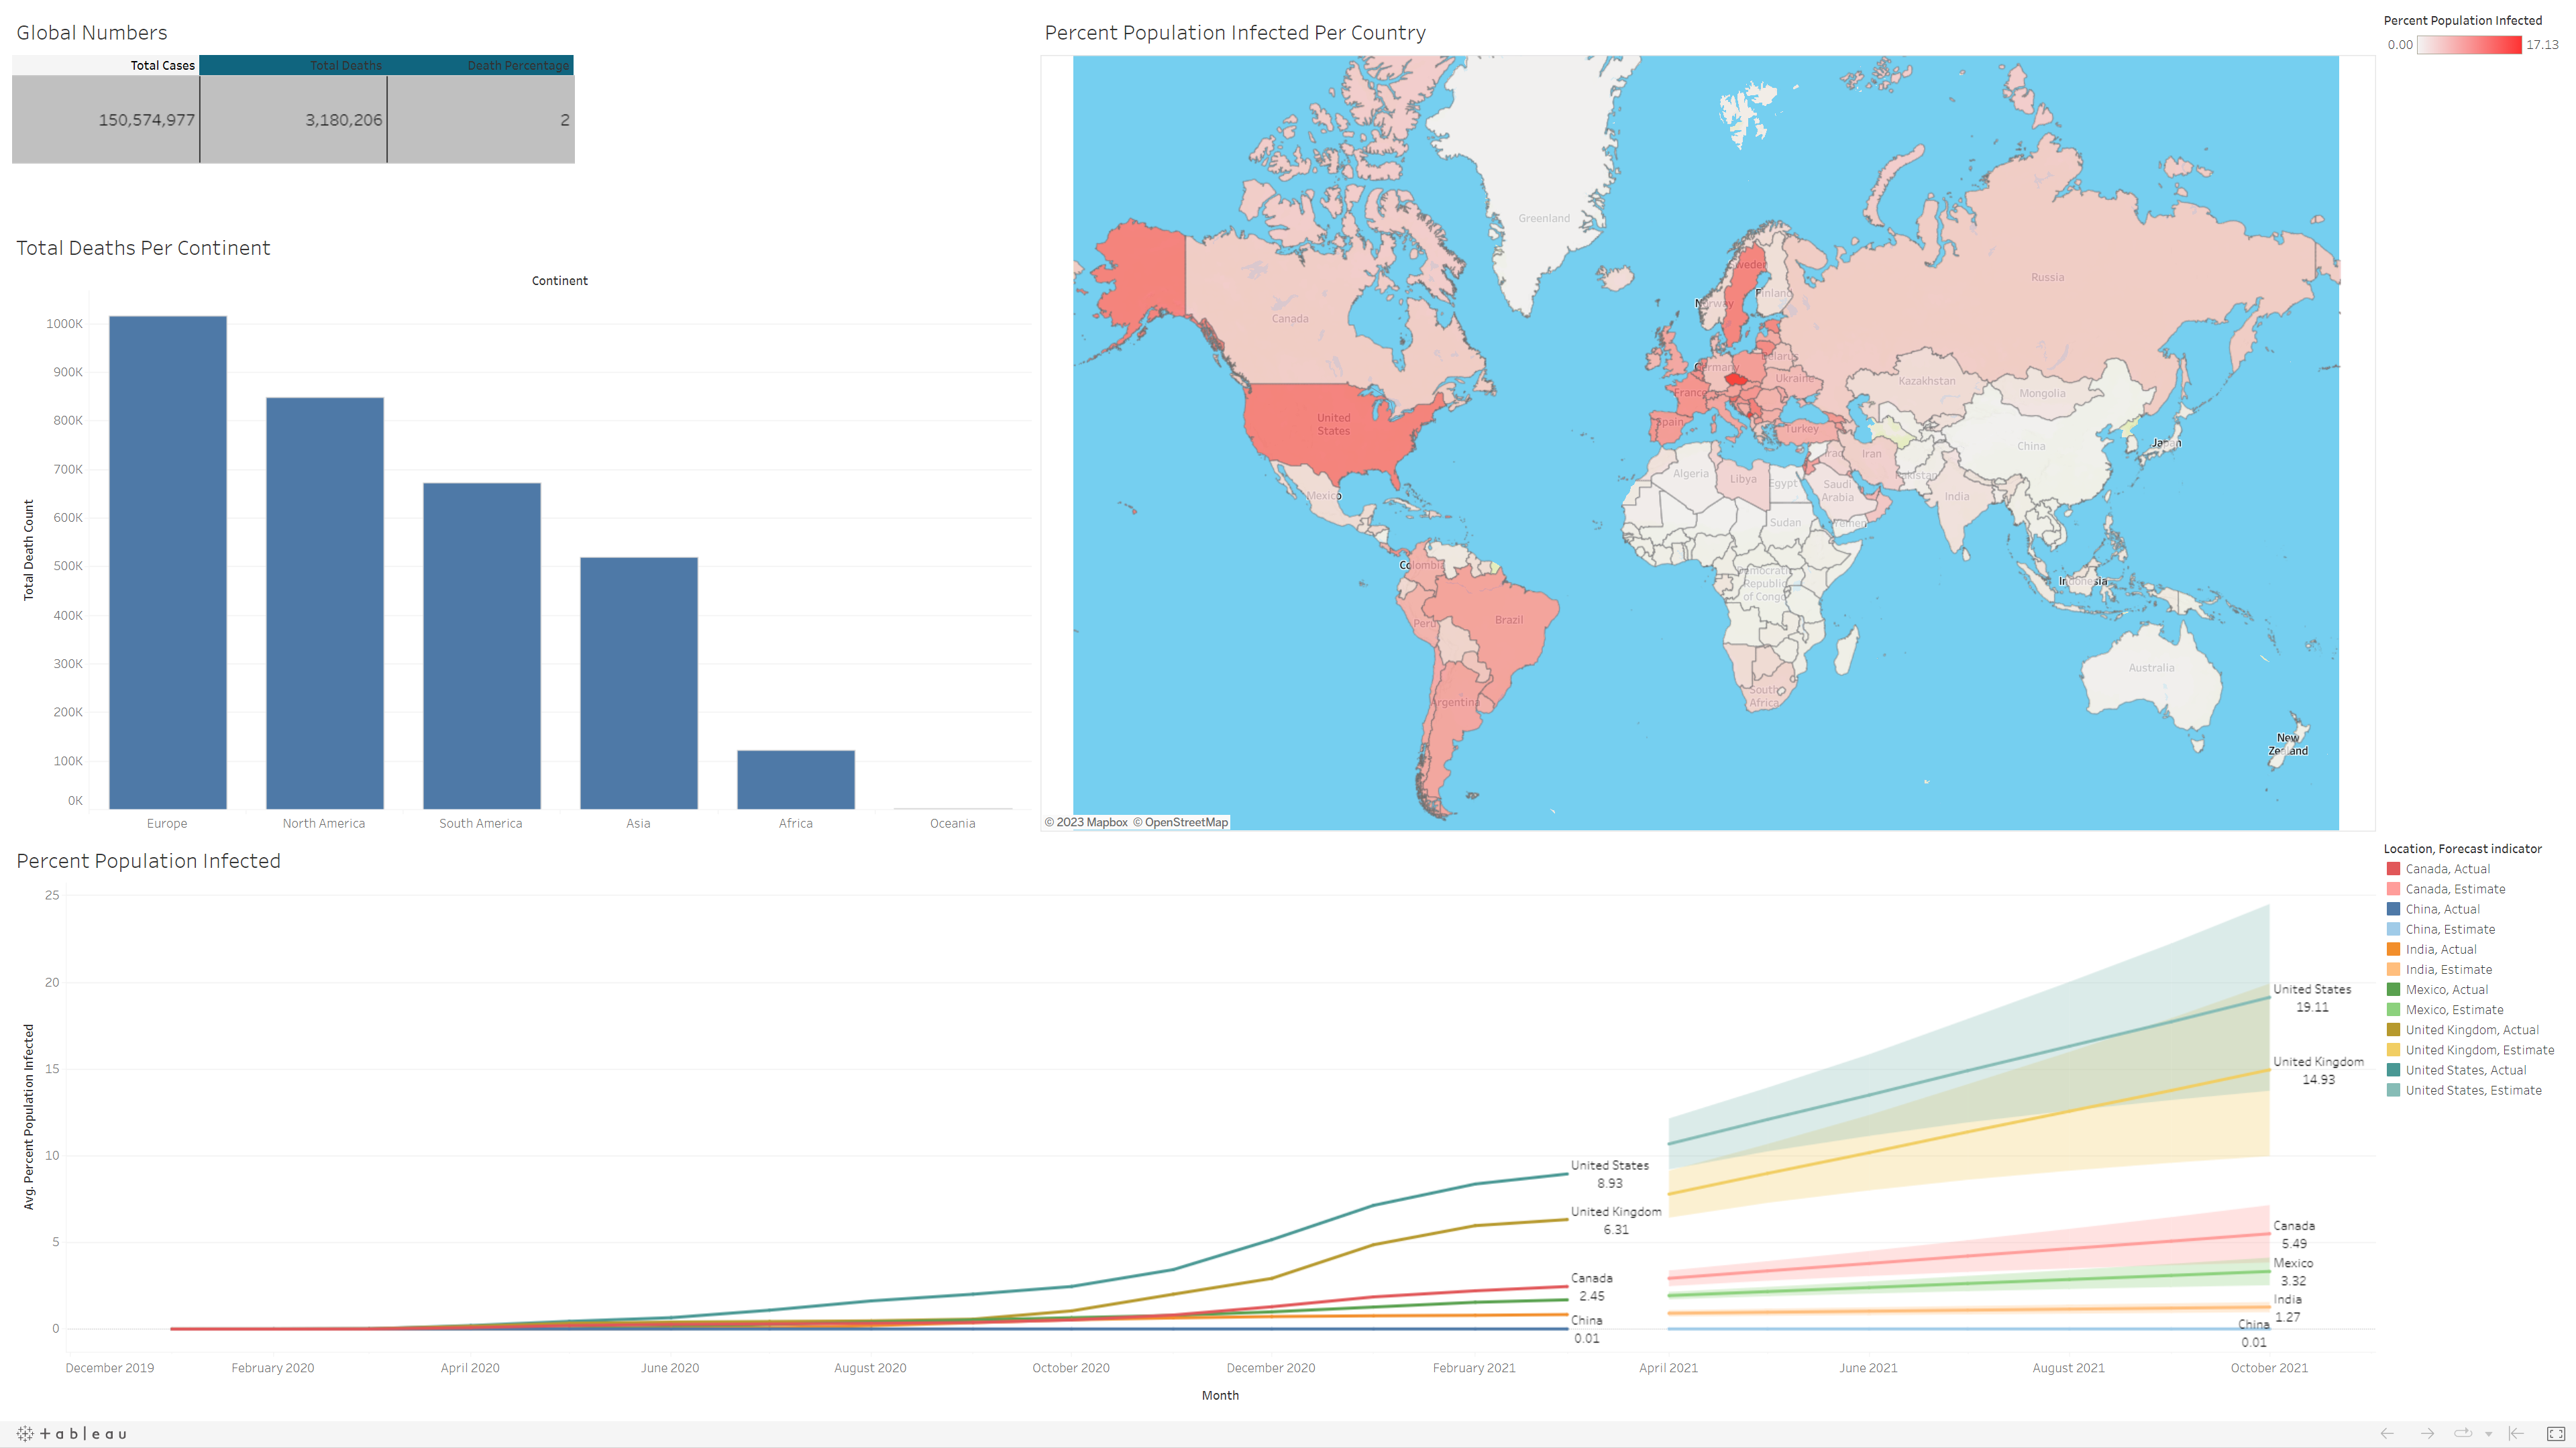 Global Numbers
Total Cases Total Deaths Death Percentage
150,574,977 3,180,206 2
Total Deaths Per Continent
Continent
Total Death Count
1000K
900K
800K
700K
600K
500K
400K
300K
200K
100K
0K
Europe North America South America Asia Africa Oceania
Percent Population Infected Per Country
Greenland
Sweden
Norway
Finland
Russia
Canada
Belarus
Germany
Ukraine
Kazakhstan
France
Mongolia
United
States
Spain
Turkey
China
Japan
Iraq
Iran
Algeria
Libya
Egypt
Pakistan
Saudi
Arabia
India
Mexico
Sudan
Yemen
Colombia
Democratic
Republic
of Congo
Indonesia
Peru
Brazil
Australia
South
Africa
Argentina
New
Zealand
© 2023 Mapbox © OpenStreetMap
Percent Population Infected
0.00 17.13
Percent Population Infected
Avg. Percent Population Infected
25
20
15
10
5
0
United States
8.93
United Kingdom
6.31
Canada
2.45
China
0.01
United States
19.11
United Kingdom
14.93
Canada
5.49
Mexico
3.32
India
1.27
China
0.01
December 2019 February 2020 April 2020 June 2020 August 2020 October 2020 December 2020 February 2021 April 2021 June 2021 August 2021 October 2021
Month
Location, Forecast indicator
Canada, Actual
Canada, Estimate
China, Actual
China, Estimate
India, Actual
India, Estimate
Mexico, Actual
Mexico, Estimate
United Kingdom, Actual
United Kingdom, Estimate
United States, Actual
United States, Estimate
+ableau